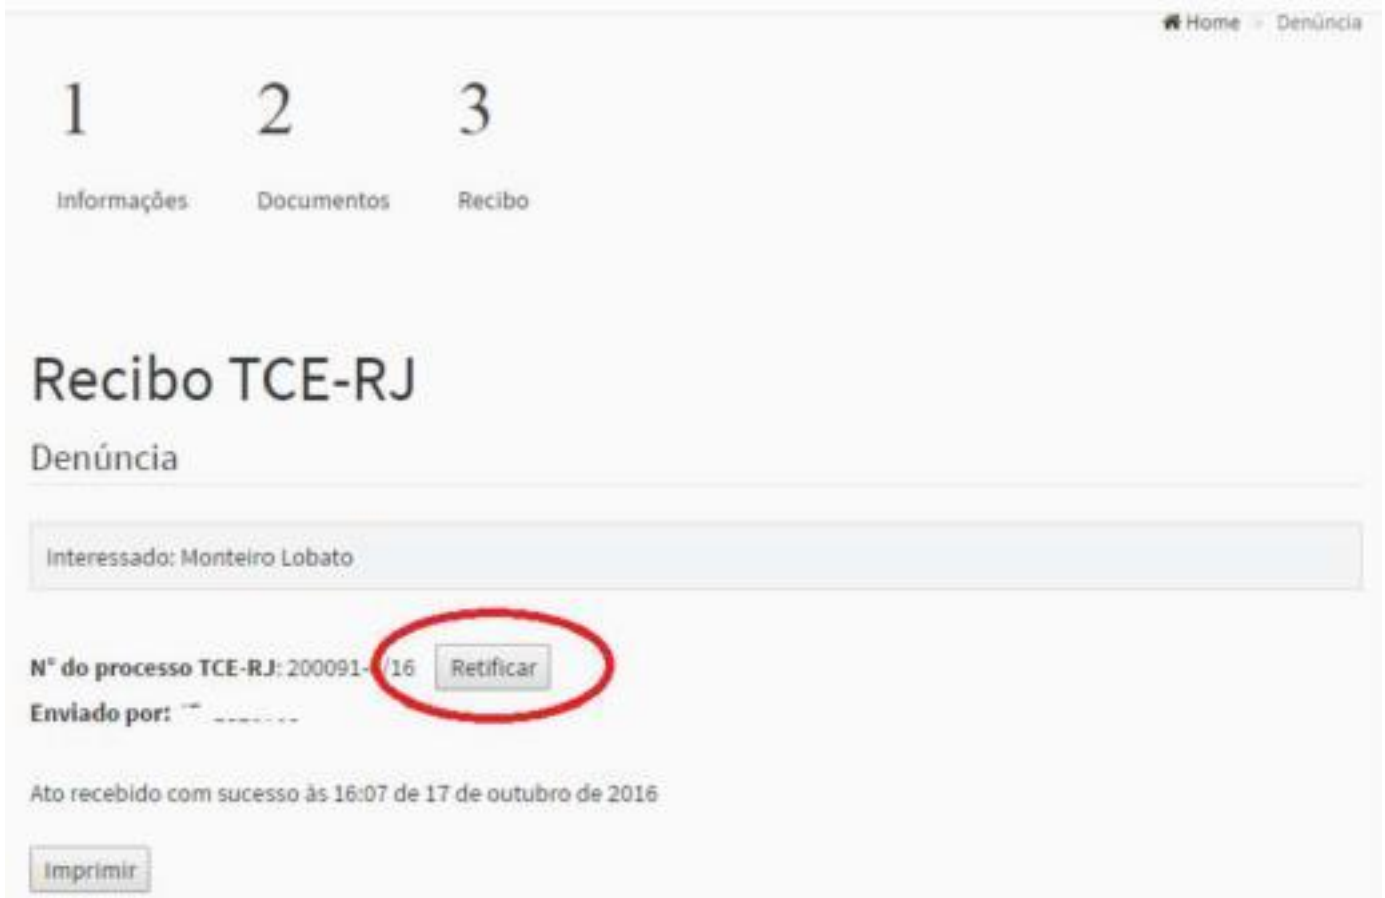 Home > Denúncia
1 2 3
Informações Documentos Recibo
Recibo TCE-RJ
Denúncia
Interessado: Monteiro Lobato
N° do processo TCE-RJ: 200091- /16 Retificar
Enviado por:
Ato recebido com sucesso às 16:07 de 17 de outubro de 2016
Imprimir